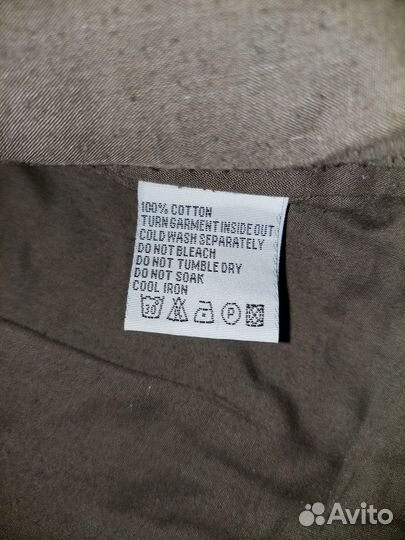 100% COTTON
TURN GARMENT INSIDE OUT
COLD WASH SEPARATELY
DO NOT BLEACH
DO NOT TUMBLE DRY
DO NOT SOAK
COOL IRON
30 P
Avito